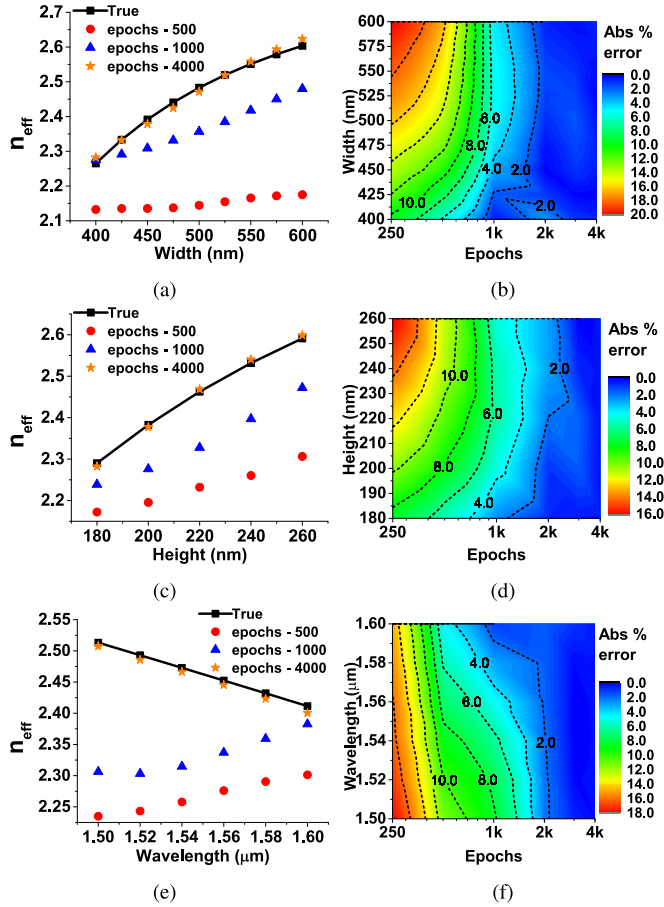 True
epochs - 500
epochs - 1000
epochs - 4000
2.7
2.6
2.5
2.4
2.3
2.2
2.1
n_eff
400 450 500 550 600
Width (nm)
(a)
600
575
550
525
500
475
450
425
400
Width (nm)
10.0
8.0
6.0
4.0
2.0
2.0
250 1k 2k 4k
Epochs
Abs %
error
0.0
2.0
4.0
6.0
8.0
10.0
12.0
14.0
16.0
18.0
20.0
(b)
True
epochs - 500
epochs - 1000
epochs - 4000
2.6
2.5
2.4
2.3
2.2
n_eff
180 200 220 240 260
Height (nm)
(c)
260
250
240
230
220
210
200
190
180
Height (nm)
10.0
8.0
6.0
4.0
2.0
250 1k 2k 4k
Epochs
Abs %
error
0.0
2.0
4.0
6.0
8.0
10.0
12.0
14.0
16.0
(d)
True
epochs - 500
epochs - 1000
epochs - 4000
2.55
2.50
2.45
2.40
2.35
2.30
2.25
n_eff
1.50 1.52 1.54 1.56 1.58 1.60
Wavelength (μm)
(e)
1.60
1.58
1.56
1.54
1.52
1.50
Wavelength (μm)
4.0
6.0
2.0
10.0
8.0
250 1k 2k 4k
Epochs
Abs %
error
0.0
2.0
4.0
6.0
8.0
10.0
12.0
14.0
16.0
18.0
(f)